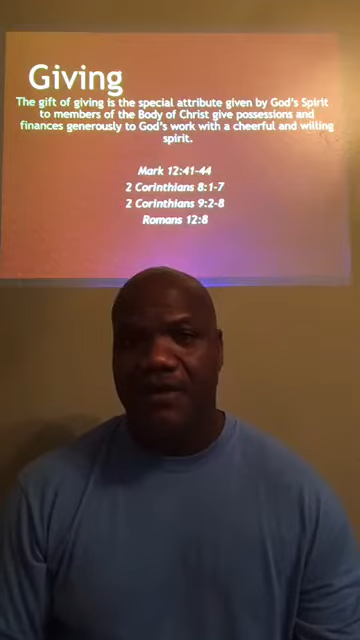 Giving
The gift of giving is the special attribute given by God's Spirit
to members of the Body of Christ give possessions and
finances generously to God's work with a cheerful and willing
spirit.
Mark 12:41-44
2 Corinthians 8:1-7
2 Corinthians 9:2-8
Romans 12:8